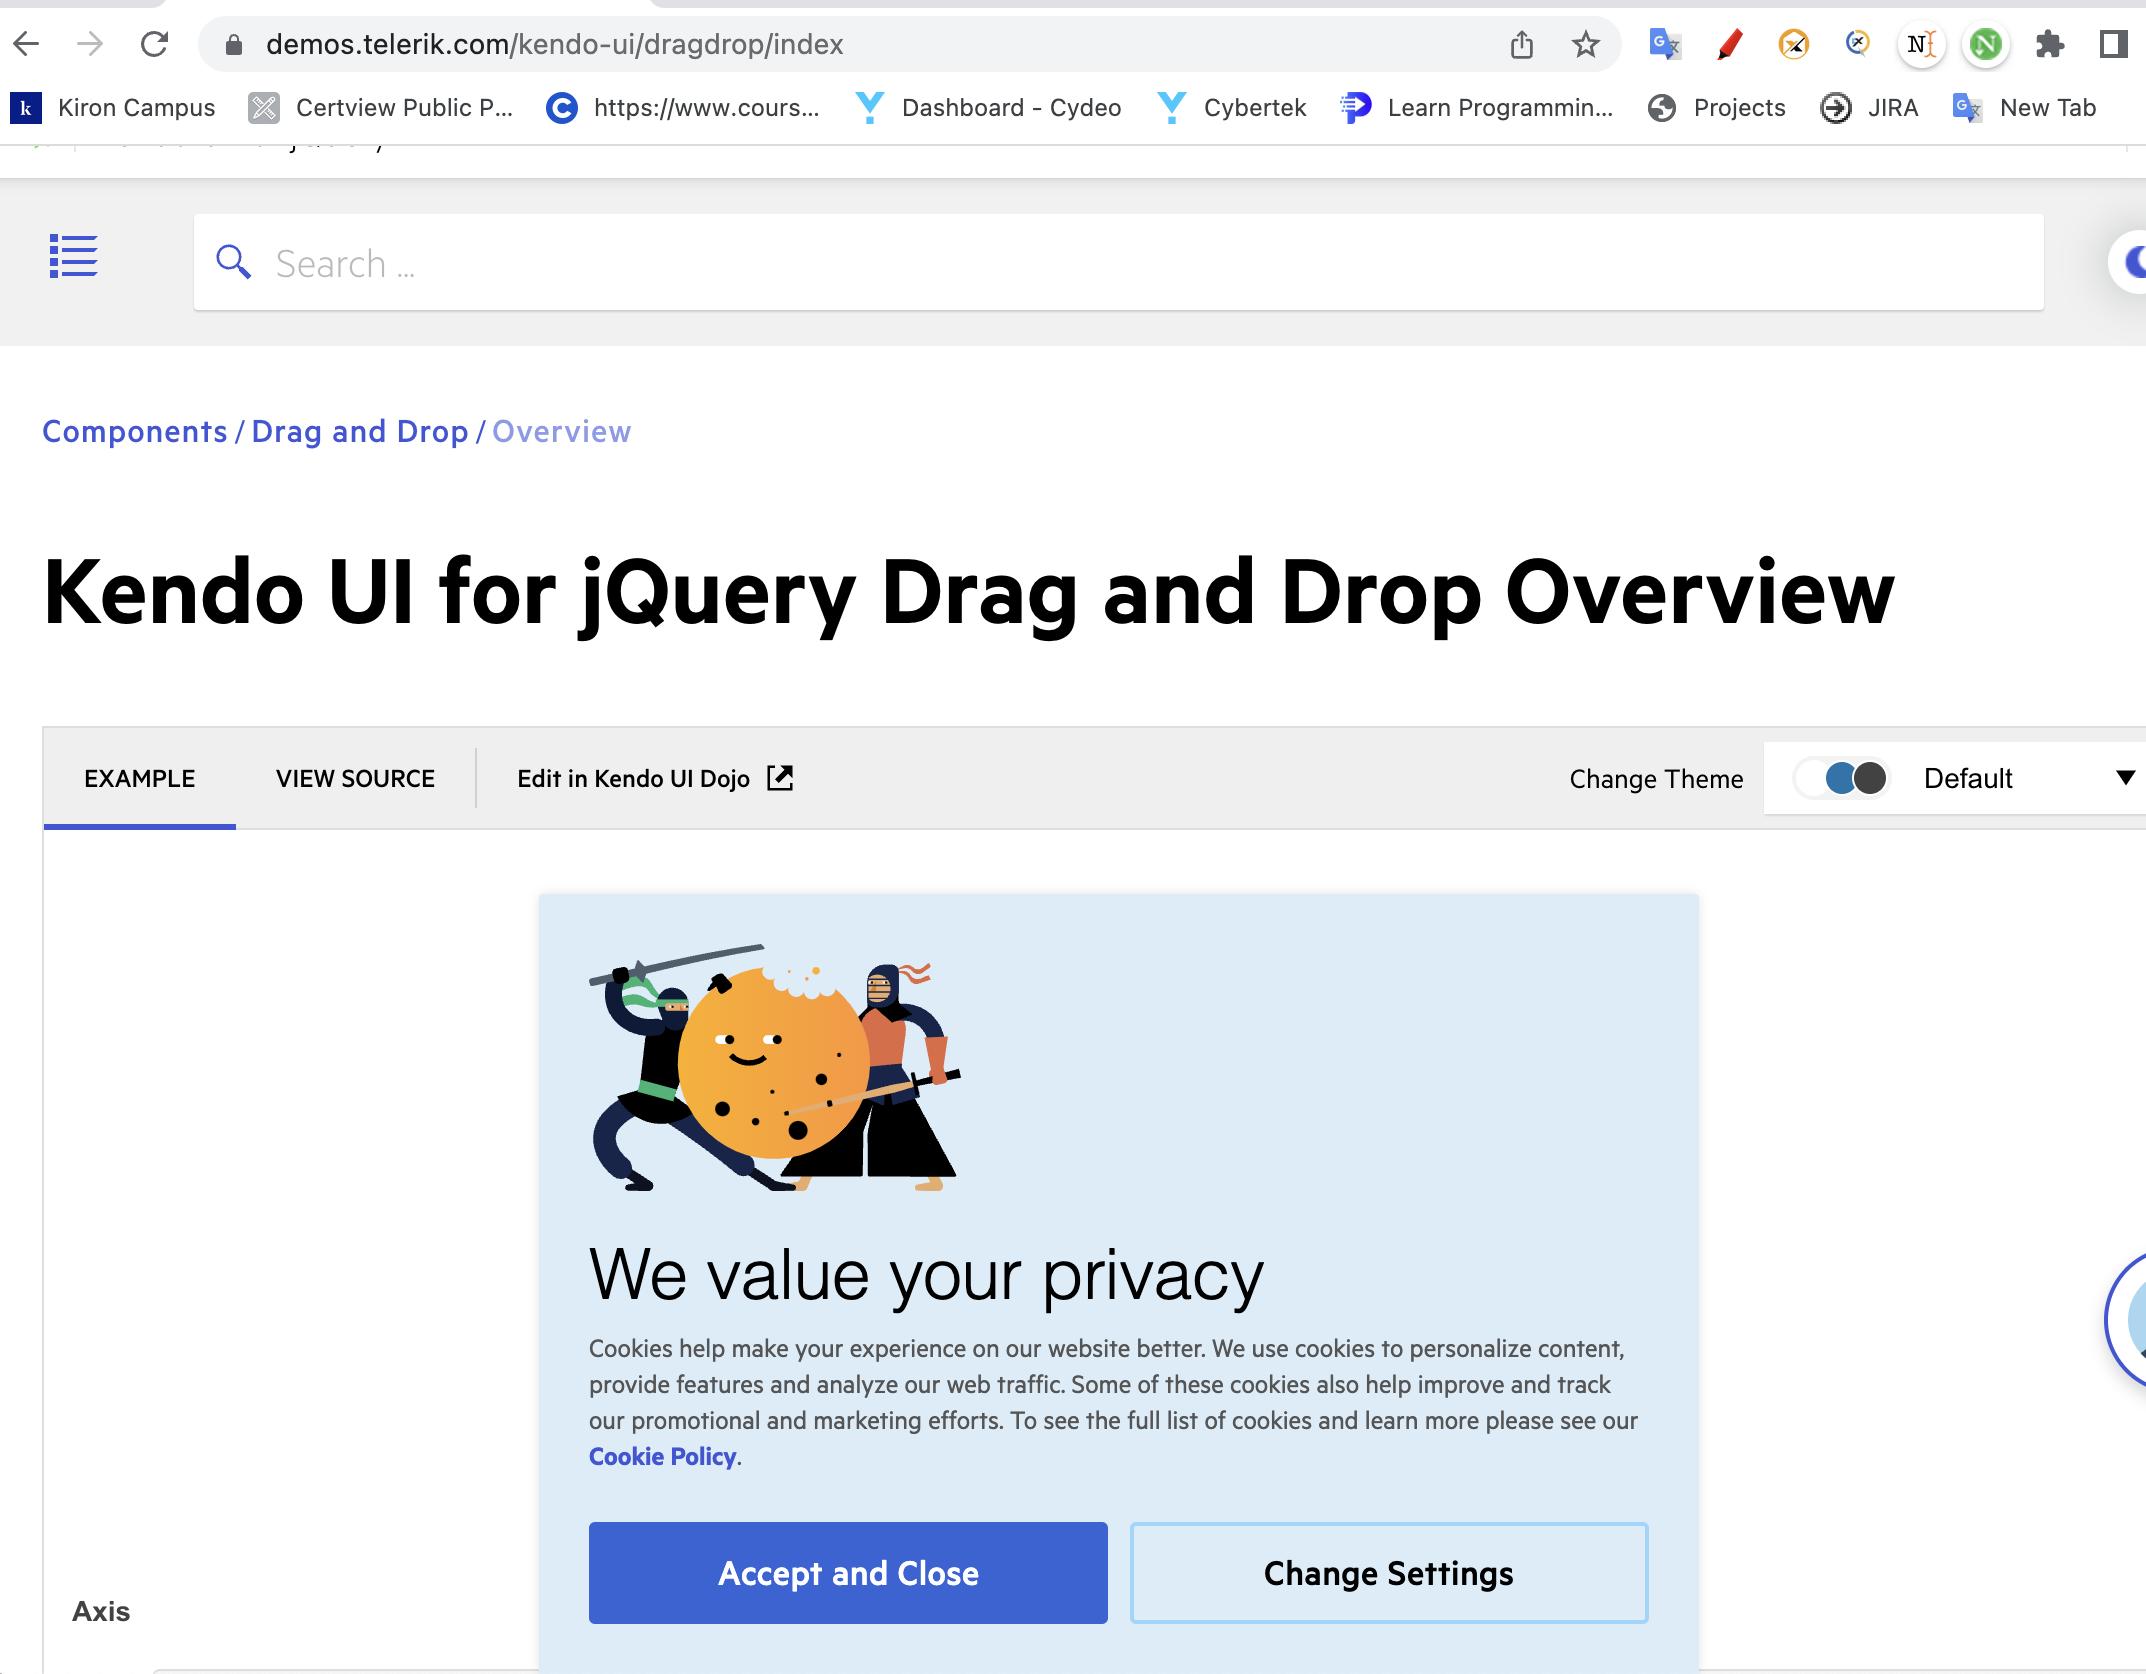 demos.telerik.com/kendo-ui/dragdrop/index
k Kiron Campus Certview Public P... C https://www.cours... Dashboard - Cydeo Cybertek Learn Programmin... Projects JIRA New Tab
Search ...
Components / Drag and Drop / Overview
Kendo UI for jQuery Drag and Drop Overview
EXAMPLE VIEW SOURCE Edit in Kendo UI Dojo Change Theme Default
We value your privacy
Cookies help make your experience on our website better. We use cookies to personalize content,
provide features and analyze our web traffic. Some of these cookies also help improve and track
our promotional and marketing efforts. To see the full list of cookies and learn more please see our
Cookie Policy.
Accept and Close Change Settings
Axis